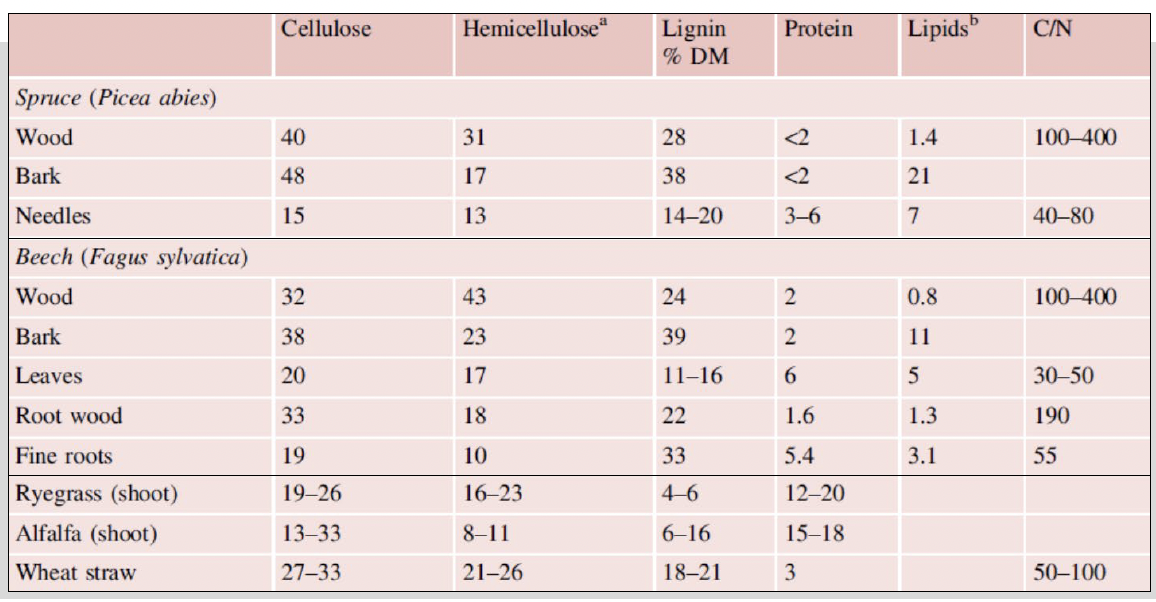 Cellulose Hemicelluloseᵃ Lignin Protein Lipidsᵇ C/N
% DM
Spruce (Picea abies)
Wood 40 31 28 <2 1.4 100–400
Bark 48 17 38 <2 21
Needles 15 13 14–20 3–6 7 40–80
Beech (Fagus sylvatica)
Wood 32 43 24 2 0.8 100–400
Bark 38 23 39 2 11
Leaves 20 17 11–16 6 5 30–50
Root wood 33 18 22 1.6 1.3 190
Fine roots 19 10 33 5.4 3.1 55
Ryegrass (shoot) 19–26 16–23 4–6 12–20
Alfalfa (shoot) 13–33 8–11 6–16 15–18
Wheat straw 27–33 21–26 18–21 3 50–100